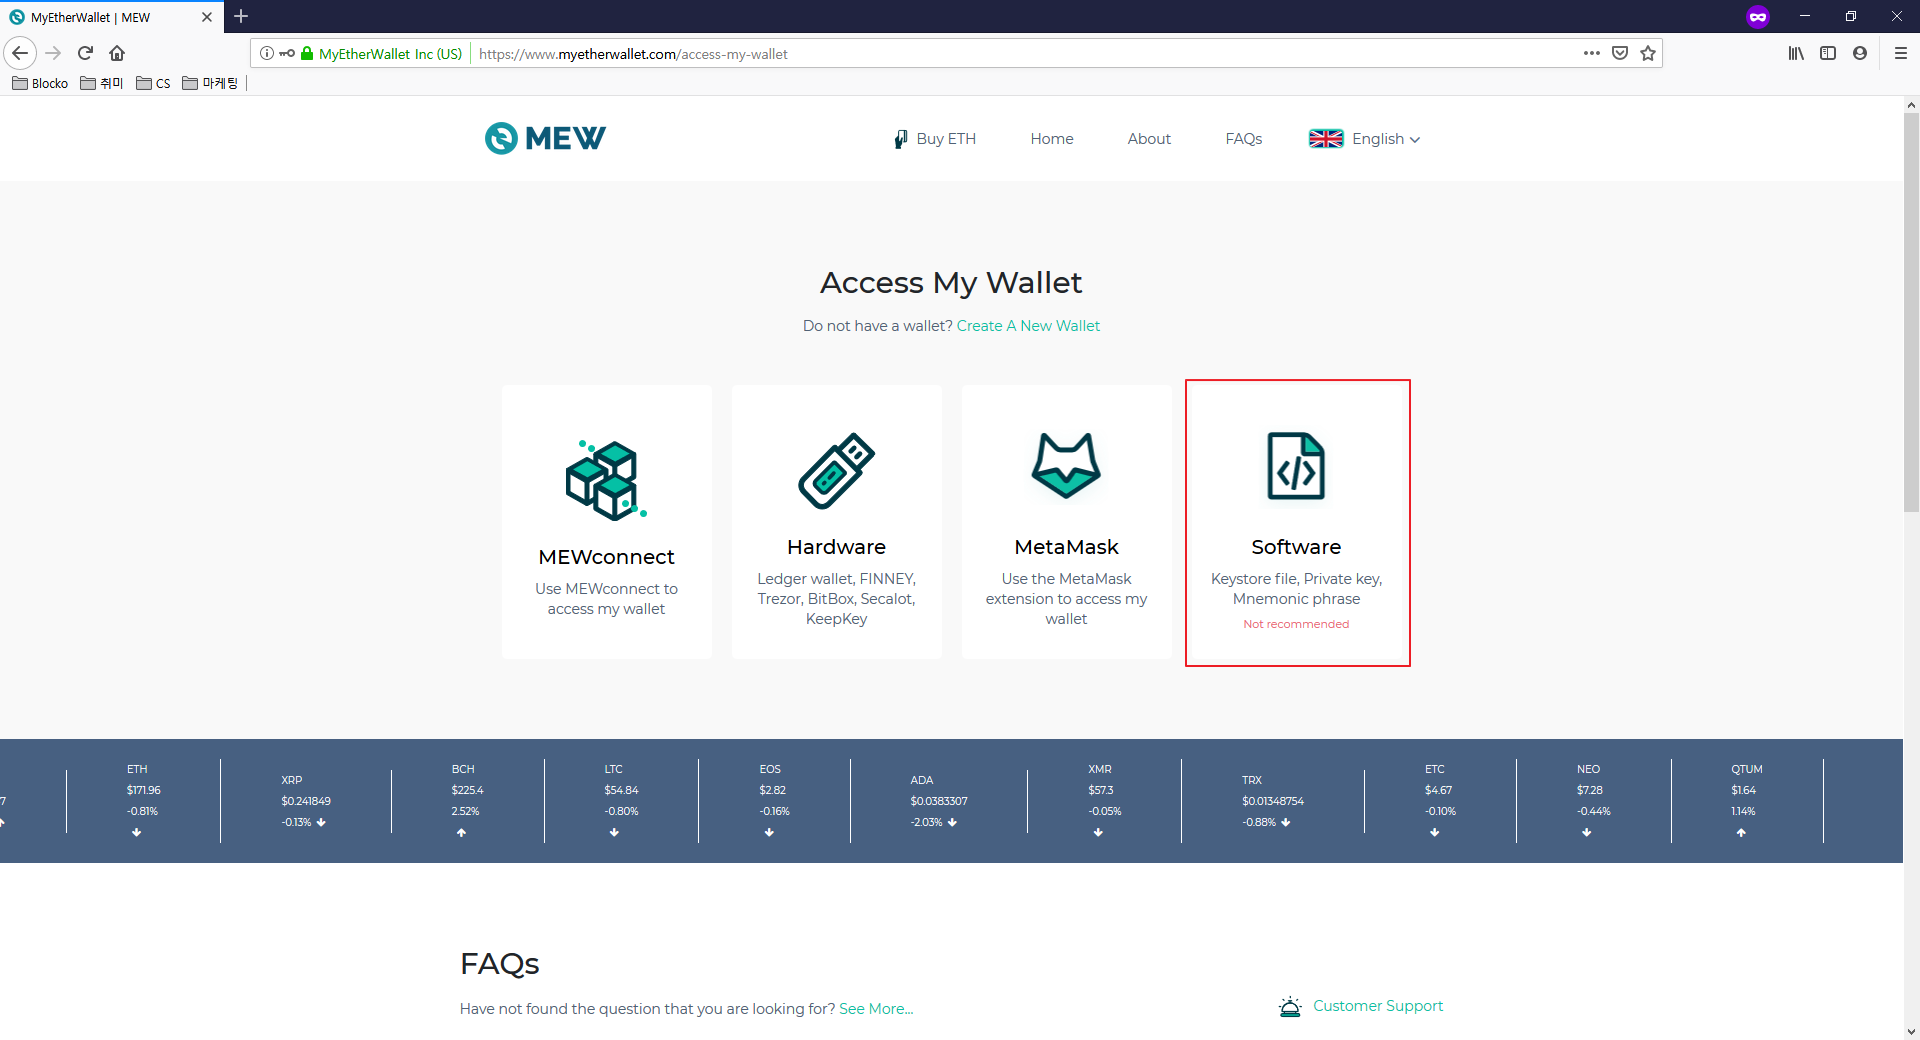 MyEtherWallet | MEW
MyEtherWallet Inc (US) https://www.myetherwallet.com/access-my-wallet
Blocko 취미 CS 마케팅
MEW
Buy ETH Home About FAQs English
Access My Wallet
Do not have a wallet? Create A New Wallet
MEWconnect
Use MEWconnect to
access my wallet
Hardware
Ledger wallet, FINNEY,
Trezor, BitBox, Secalot,
KeepKey
MetaMask
Use the MetaMask
extension to access my
wallet
Software
Keystore file, Private key,
Mnemonic phrase
Not recommended
7
ETH
$171.96
-0.81%
XRP
$0.241849
-0.13%
BCH
$225.4
2.52%
LTC
$54.84
-0.80%
EOS
$2.82
-0.16%
ADA
$0.0383307
-2.03%
XMR
$57.3
-0.05%
TRX
$0.01348754
-0.88%
ETC
$4.67
-0.10%
NEO
$7.28
-0.44%
QTUM
$1.64
1.14%
FAQs
Have not found the question that you are looking for? See More...
Customer Support